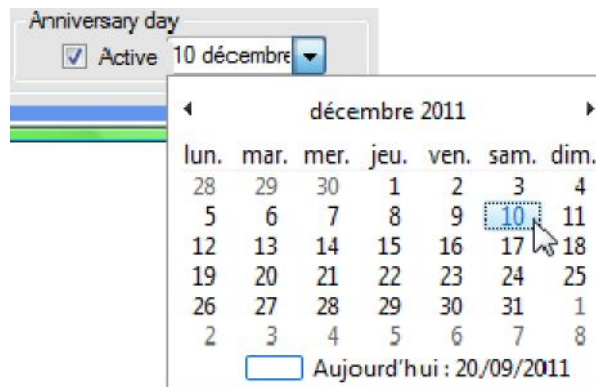 Anniversary day
Active 10 décembre
décembre 2011
lun. mar. mer. jeu. ven. sam. dim.
28 29 30 1 2 3 4
5 6 7 8 9 10 11
12 13 14 15 16 17 18
19 20 21 22 23 24 25
26 27 28 29 30 31 1
2 3 4 5 6 7 8
Aujourd'hui : 20/09/2011